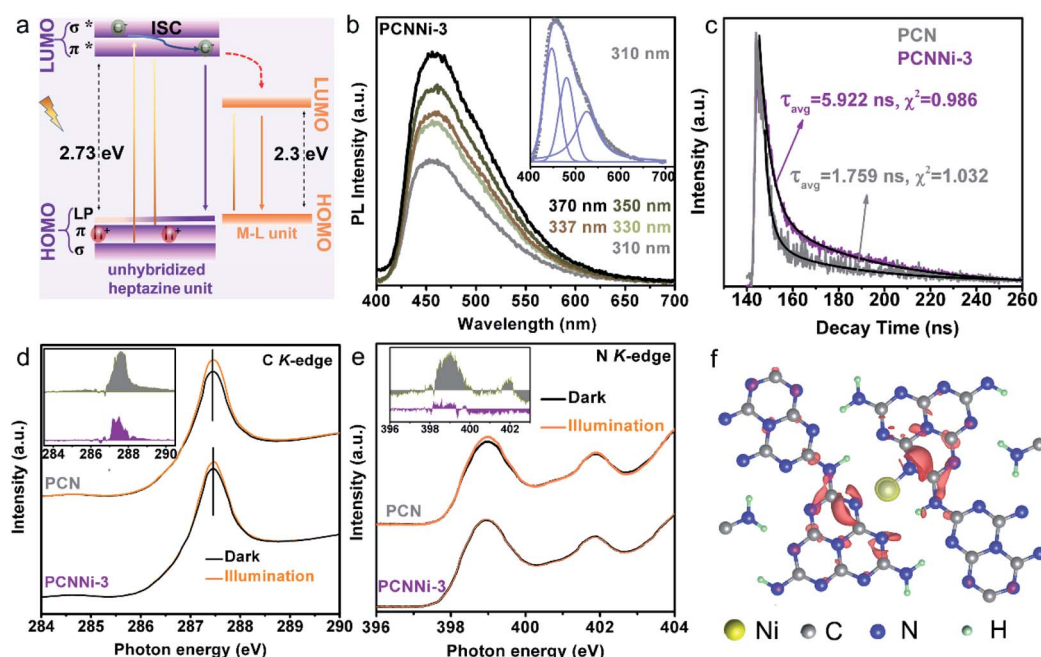 a
LUMO
σ *
π *
ISC
C⁻
C⁻
LUMO
2.73 eV
2.3 eV
HOMO
LP
π
σ
H⁺
H⁺
HOMO
M-L unit
unhybridized
heptazine unit
b
PCNNi-3
310 nm
400 500 600 700
370 nm 350 nm
337 nm 330 nm
310 nm
PL Intensity (a.u.)
400 450 500 550 600 650 700
Wavelength (nm)
c
PCN
PCNNi-3
τavg=5.922 ns, χ²=0.986
τavg=1.759 ns, χ²=1.032
Intensity (a.u.)
140 160 180 200 220 240 260
Decay Time (ns)
d
C K-edge
284 286 288 290
PCN
Dark
Illumination
PCNNi-3
Intensity (a.u.)
284 285 286 287 288 289 290
Photon energy (eV)
e
N K-edge
Dark
Illumination
396 398 400 402
PCN
PCNNi-3
Intensity (a.u.)
396 398 400 402 404
Photon energy (eV)
f
Ni C N H